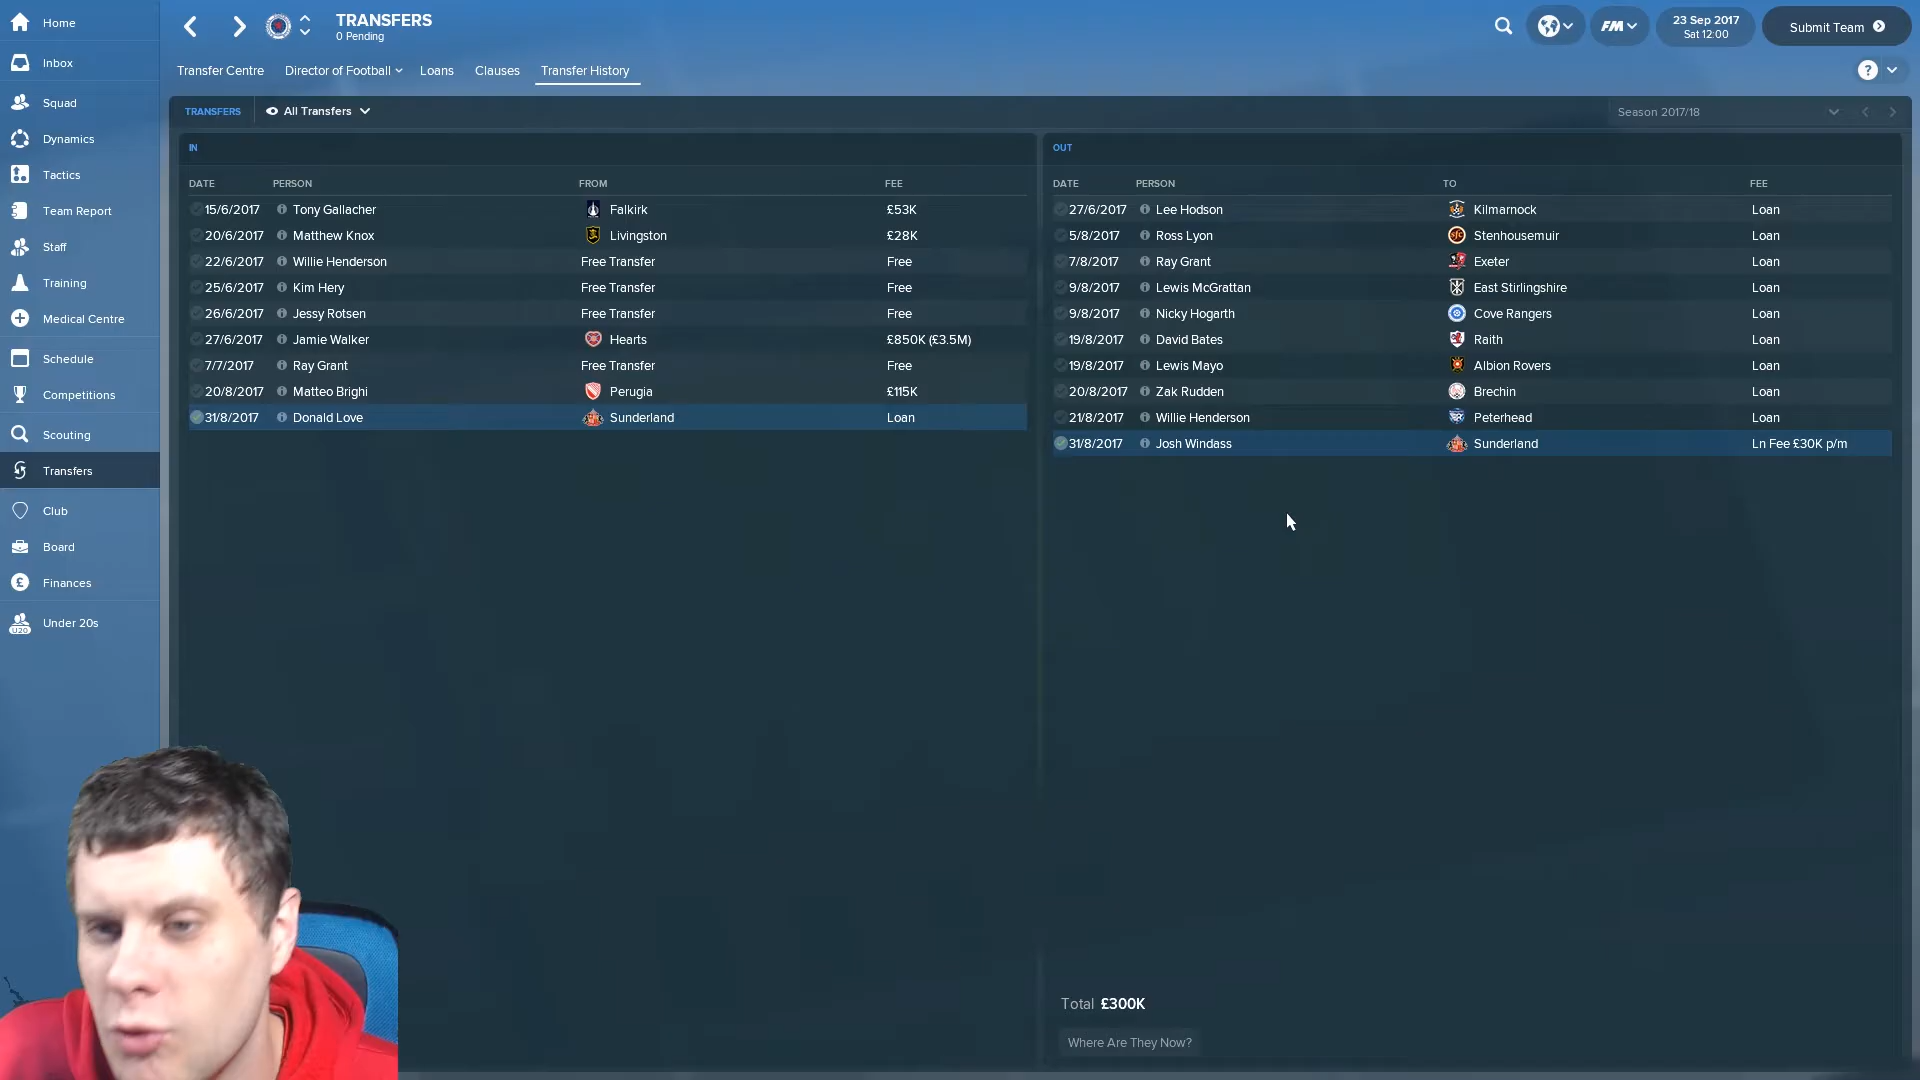 Home
Inbox
Squad
Dynamics
Tactics
Team Report
Staff
Training
Medical Centre
Schedule
Competitions
Scouting
Transfers
Club
Board
Finances
Under 20s
U20
TRANSFERS
0 Pending
FM
23 Sep 2017
Sat 12:00
Submit Team
Transfer Centre Director of Football Loans Clauses Transfer History
?
TRANSFERS All Transfers Season 2017/18
IN
DATE PERSON FROM FEE
15/6/2017 Tony Gallacher Falkirk £53K
20/6/2017 Matthew Knox Livingston £28K
22/6/2017 Willie Henderson Free Transfer Free
25/6/2017 Kim Hery Free Transfer Free
26/6/2017 Jessy Rotsen Free Transfer Free
27/6/2017 Jamie Walker Hearts £850K (£3.5M)
7/7/2017 Ray Grant Free Transfer Free
20/8/2017 Matteo Brighi Perugia £115K
31/8/2017 Donald Love Sunderland Loan
OUT
DATE PERSON TO FEE
27/6/2017 Lee Hodson Kilmarnock Loan
5/8/2017 Ross Lyon Stenhousemuir Loan
7/8/2017 Ray Grant Exeter Loan
9/8/2017 Lewis McGrattan East Stirlingshire Loan
9/8/2017 Nicky Hogarth Cove Rangers Loan
19/8/2017 David Bates Raith Loan
19/8/2017 Lewis Mayo Albion Rovers Loan
20/8/2017 Zak Rudden Brechin Loan
21/8/2017 Willie Henderson Peterhead Loan
31/8/2017 Josh Windass Sunderland Ln Fee £30K p/m
Total £300K
Where Are They Now?